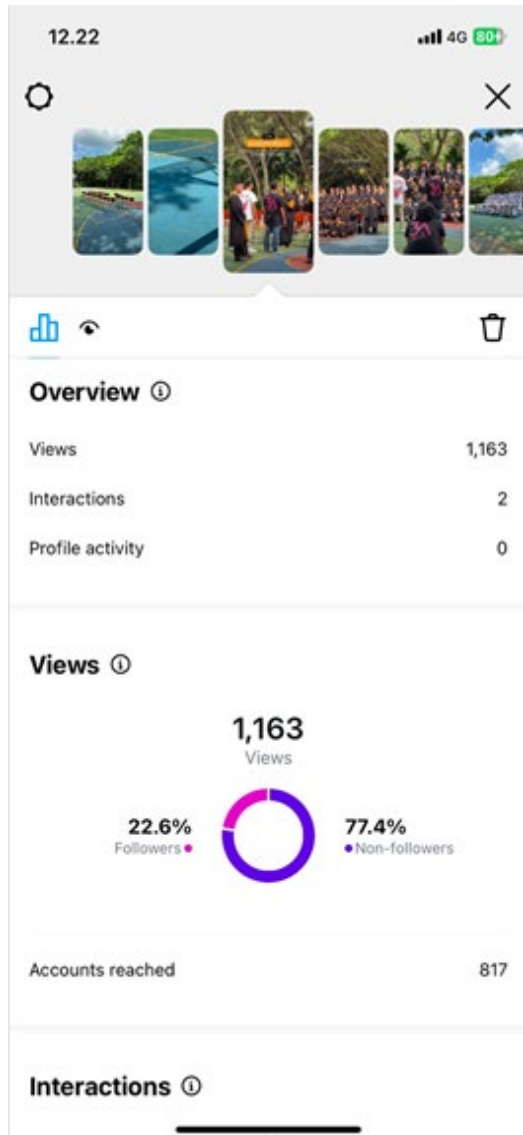 12.22
4G 80
Overview
Views 1,163
Interactions 2
Profile activity 0
Views
1,163
Views
22.6% 77.4%
Followers Non-followers
Accounts reached 817
Interactions